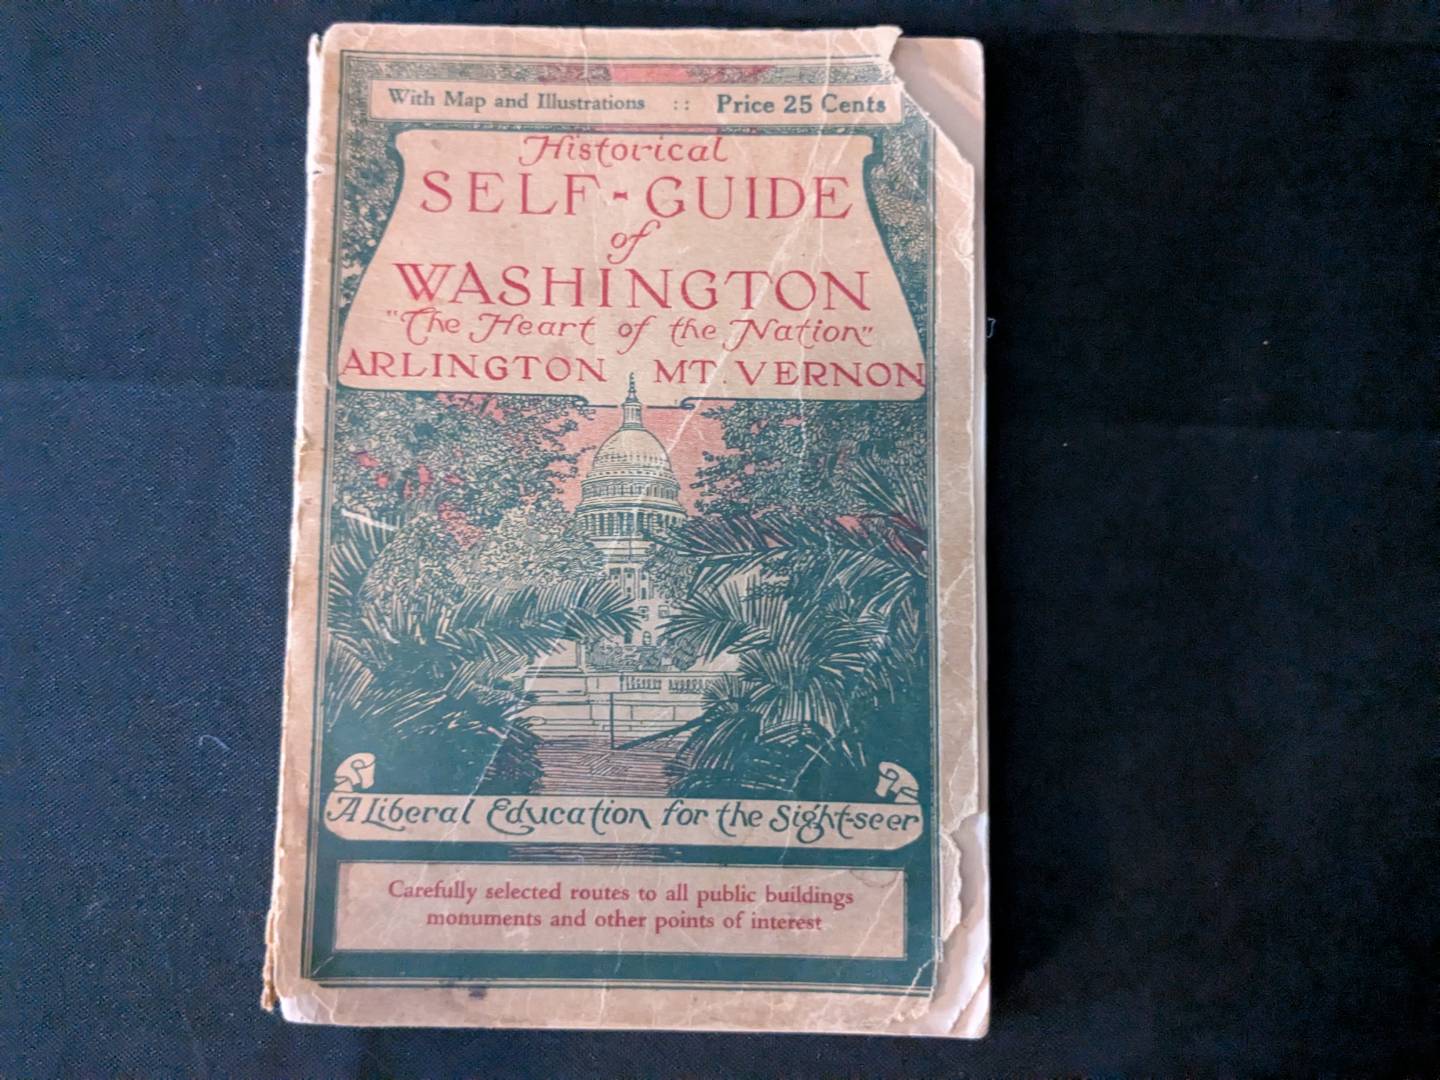 With Map and Illustrations :: Price 25 Cents
Historical
SELF-GUIDE
of
WASHINGTON
"The Heart of the Nation"
ARLINGTON MT. VERNON
A Liberal Education for the Sight-seer
Carefully selected routes to all public buildings
monuments and other points of interest